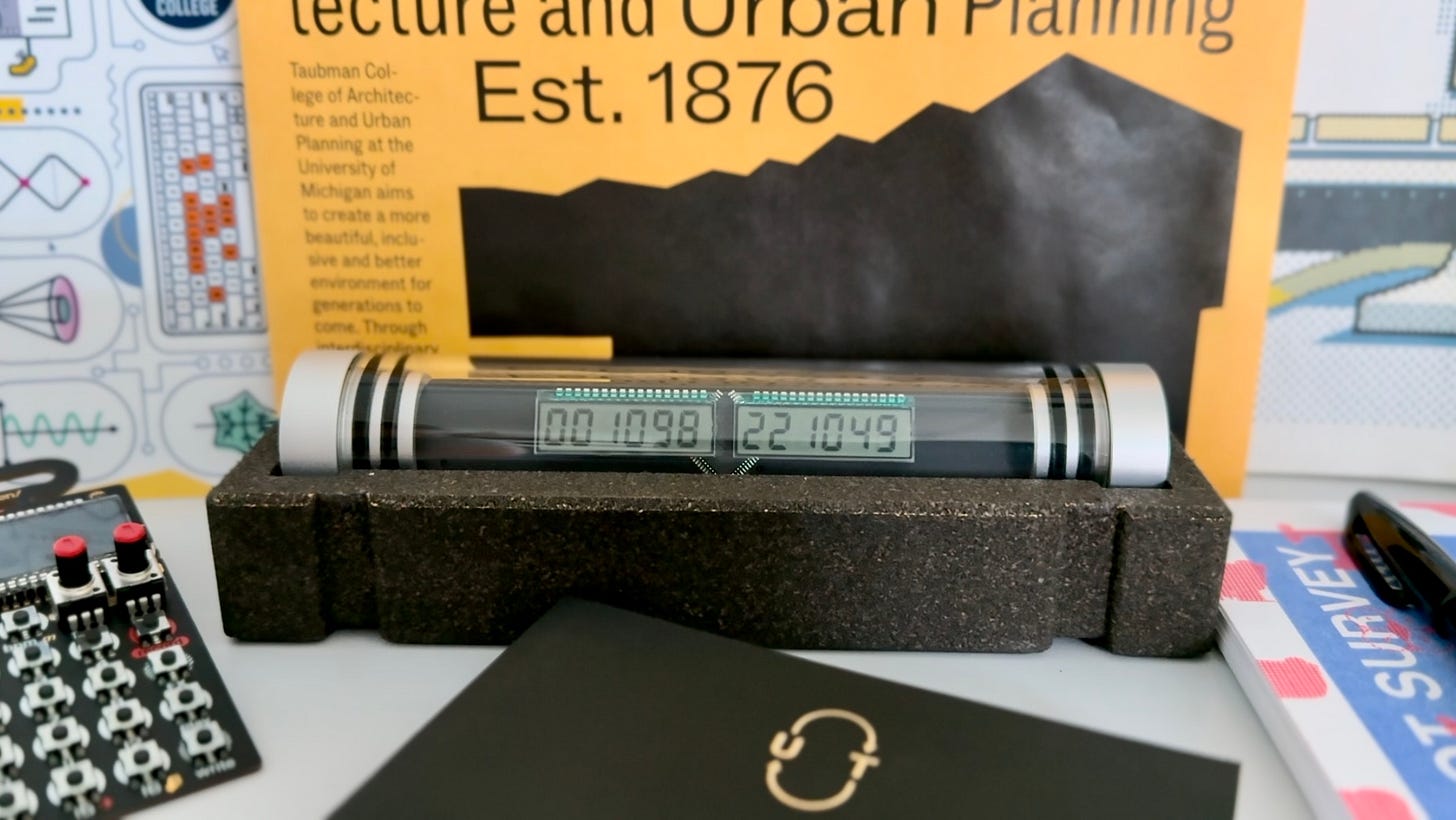 COLLEGE
tecture and Urban Planning
Est. 1876
Taubman Col-
lege of Architec-
ture and Urban
Planning at the
University of
Michigan aims
to create a more
beautiful, inclu-
sive and better
environment for
generations to
come. Through
interdisciplinary
001098 221049
SURVEY
U
T